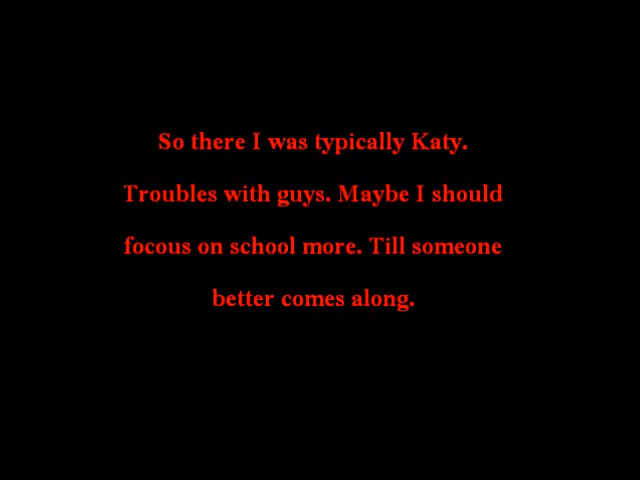 So there I was typically Katy.
Troubles with guys. Maybe I should
focous on school more. Till someone
better comes along.